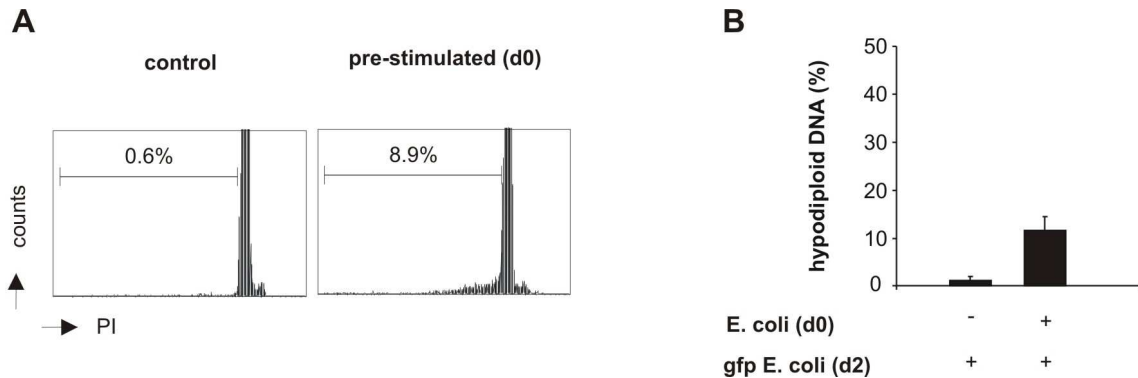 A
control
pre-stimulated (d0)
0.6%
8.9%
counts
PI
B
hypodiploid DNA (%)
50
40
30
20
10
0
E. coli (d0) - +
gfp E. coli (d2) + +